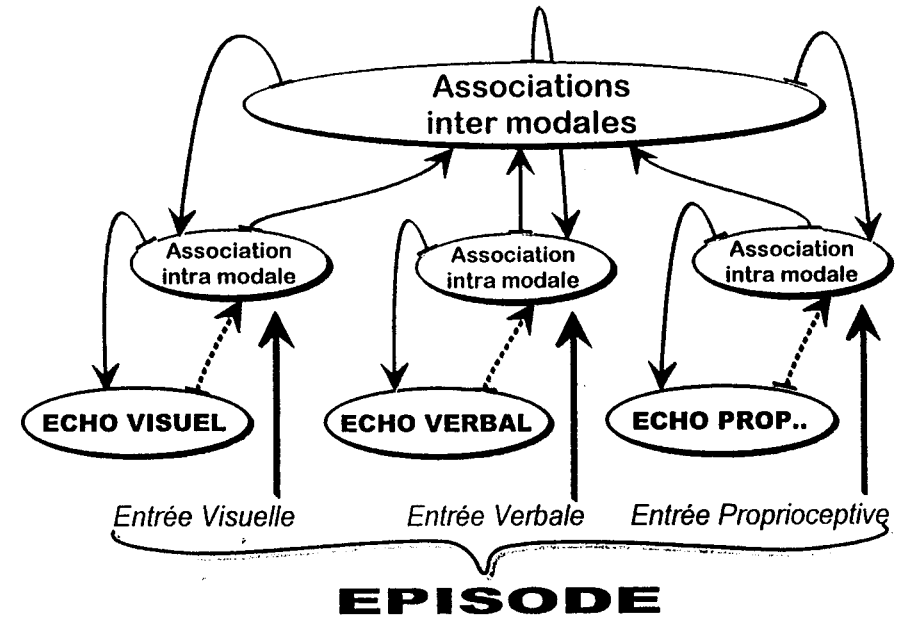 Associations
inter modales
Association
intra modale
Association
intra modale
Association
intra modale
ECHO VISUEL
ECHO VERBAL
ECHO PROP..
Entrée Visuelle
Entrée Verbale
Entrée Proprioceptive
EPISODE